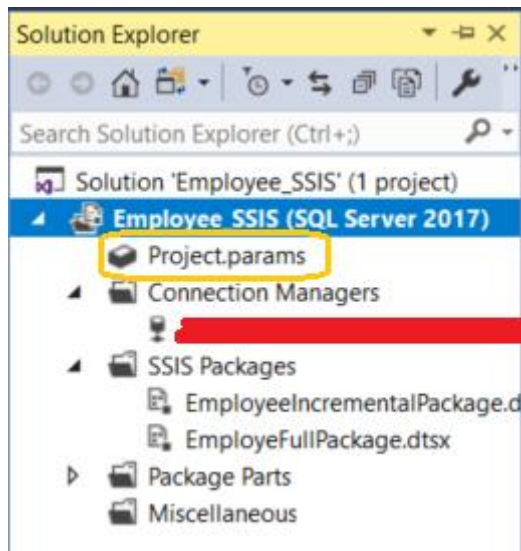 Solution Explorer
Search Solution Explorer (Ctrl+;)
Solution 'Employee_SSIS' (1 project)
Employee_SSIS (SQL Server 2017)
Project.params
Connection Managers
SSIS Packages
EmployeeIncrementalPackage.d
EmployeFullPackage.dtsx
Package Parts
Miscellaneous